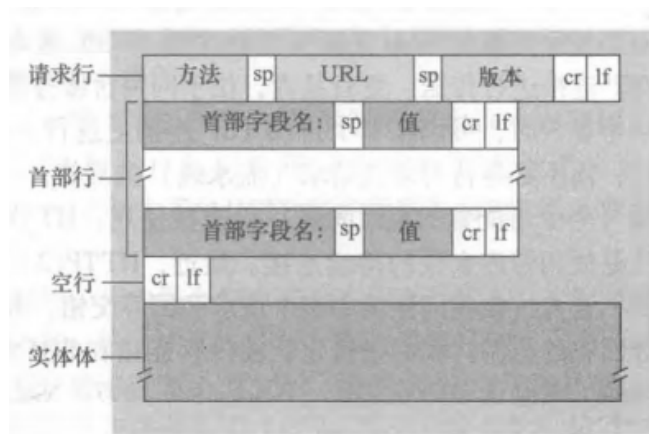 请求行 方法 sp URL sp 版本 cr lf
首部字段名: sp 值 cr lf
首部行
首部字段名: sp 值 cr lf
空行 cr lf
实体体